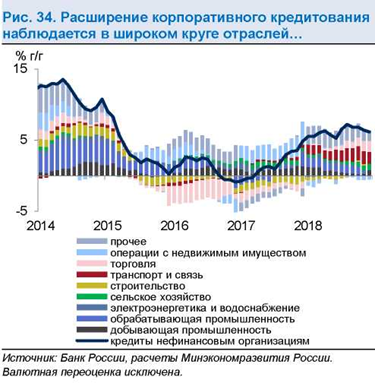 Рис. 34. Расширение корпоративного кредитования
наблюдается в широком круге отраслей…
% г/г
15
5
-5
2014 2015 2016 2017 2018
прочее
операции с недвижимым имуществом
торговля
транспорт и связь
строительство
сельское хозяйство
электроэнергетика и водоснабжение
обрабатывающая промышленность
добывающая промышленность
кредиты нефинансовым организациям
Источник: Банк России, расчеты Минэкономразвития России.
Валютная переоценка исключена.